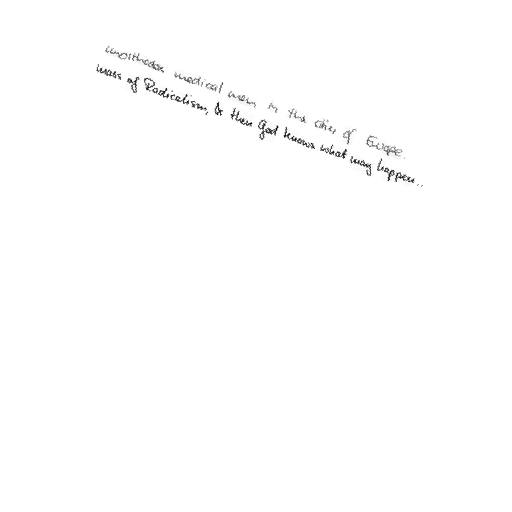 unorthodox medical men in the cities of Europe.
mass of Radicalism, & then God knows what may happen..